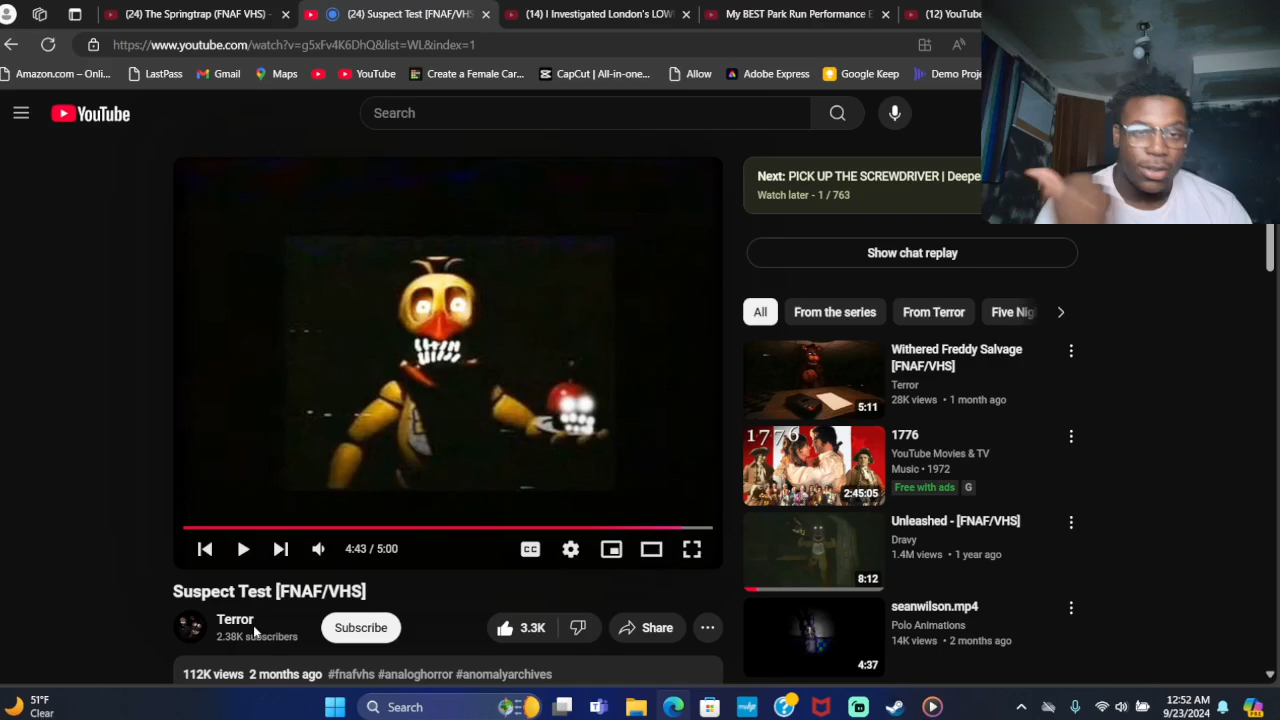 (24) The Springtrap (FNAF VHS) -
(24) Suspect Test [FNAF/VHS
(14) I Investigated London's LOW
My BEST Park Run Performance E
(12) YouTube
https://www.youtube.com/watch?v=g5xFv4K6DhQ&list=WL&index=1
Amazon.com – Onli...
LastPass
Gmail
Maps
YouTube
Create a Female Car...
CapCut | All-in-one...
Allow
Adobe Express
Google Keep
Demo Proje
YouTube
Search
Next: PICK UP THE SCREWDRIVER | Deepe
Watch later - 1 / 763
Show chat replay
All
From the series
From Terror
Five Nig
4:43 / 5:00
CC
Suspect Test [FNAF/VHS]
Terror
2.38K subscribers
Subscribe
3.3K
Share
112K views 2 months ago #fnafvhs #analoghorror #anomalyarchives
Withered Freddy Salvage
[FNAF/VHS]
Terror
28K views • 1 month ago
5:11
1776
1776
YouTube Movies & TV
Music • 1972
Free with ads G
2:45:05
Unleashed - [FNAF/VHS]
Dravy
1.4M views • 1 year ago
8:12
seanwilson.mp4
Polo Animations
14K views • 2 months ago
4:37
51°F
Clear
Search
12:52 AM
9/23/2024